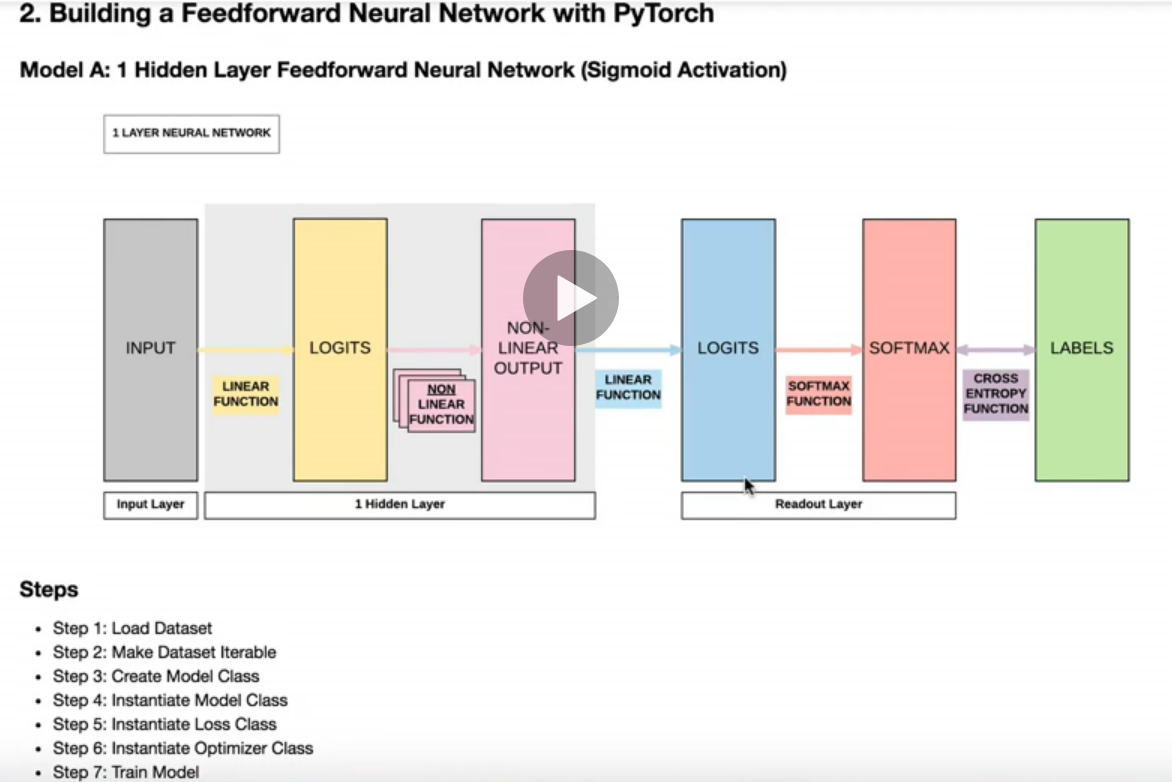 2. Building a Feedforward Neural Network with PyTorch
Model A: 1 Hidden Layer Feedforward Neural Network (Sigmoid Activation)
1 LAYER NEURAL NETWORK
INPUT
LINEAR
FUNCTION
LOGITS
NON
LINEAR
FUNCTION
NON-
LINEAR
OUTPUT
LINEAR
FUNCTION
LOGITS
SOFTMAX
FUNCTION
SOFTMAX
CROSS
ENTROPY
FUNCTION
LABELS
Input Layer
1 Hidden Layer
Readout Layer
Steps
• Step 1: Load Dataset
• Step 2: Make Dataset Iterable
• Step 3: Create Model Class
• Step 4: Instantiate Model Class
• Step 5: Instantiate Loss Class
• Step 6: Instantiate Optimizer Class
• Step 7: Train Model